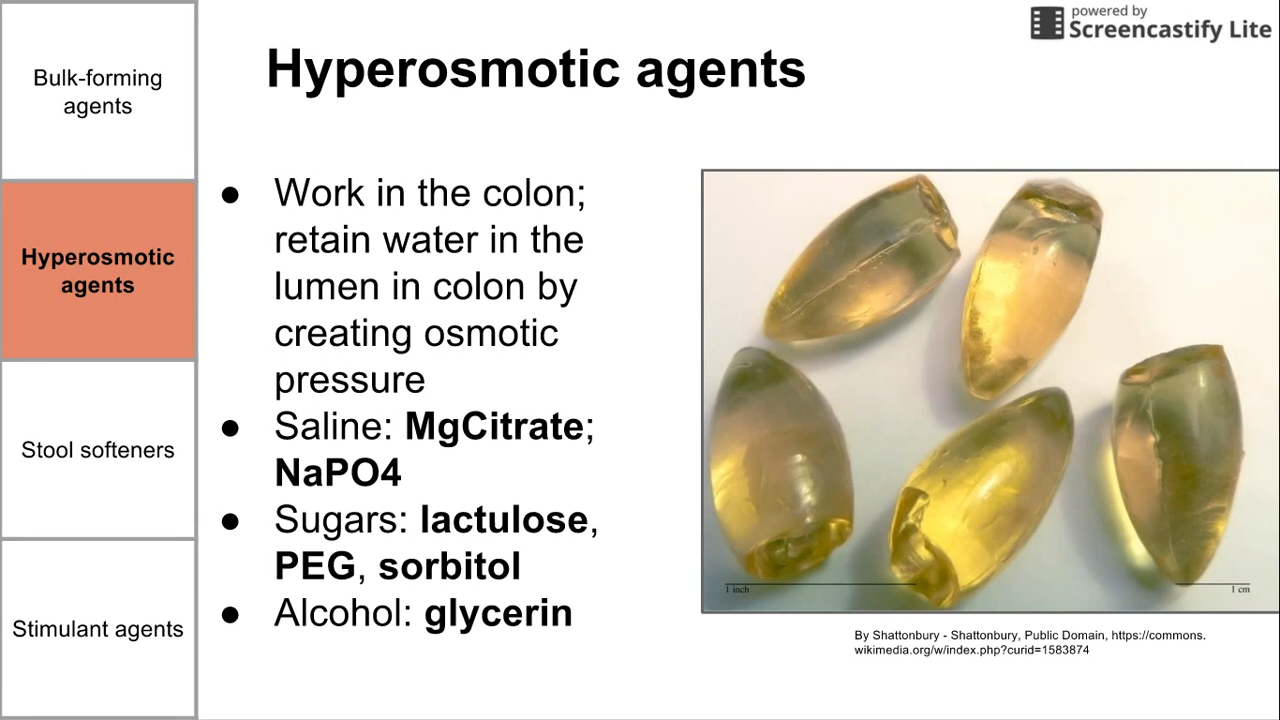 powered by
Screencastify Lite
Hyperosmotic agents
Bulk-forming
agents
Hyperosmotic
agents
Stool softeners
Stimulant agents
● Work in the colon;
retain water in the
lumen in colon by
creating osmotic
pressure
● Saline: MgCitrate;
NaPO4
● Sugars: lactulose,
PEG, sorbitol
● Alcohol: glycerin
1 inch
1 cm
By Shattonbury - Shattonbury, Public Domain, https://commons.
wikimedia.org/w/index.php?curid=1583874